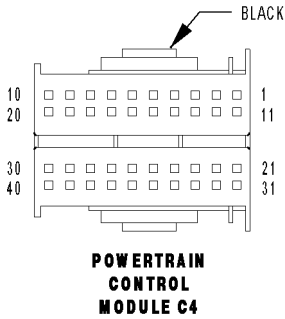 BLACK
10 1
20 11
30 21
40 31
POWERTRAIN
CONTROL
MODULE C4